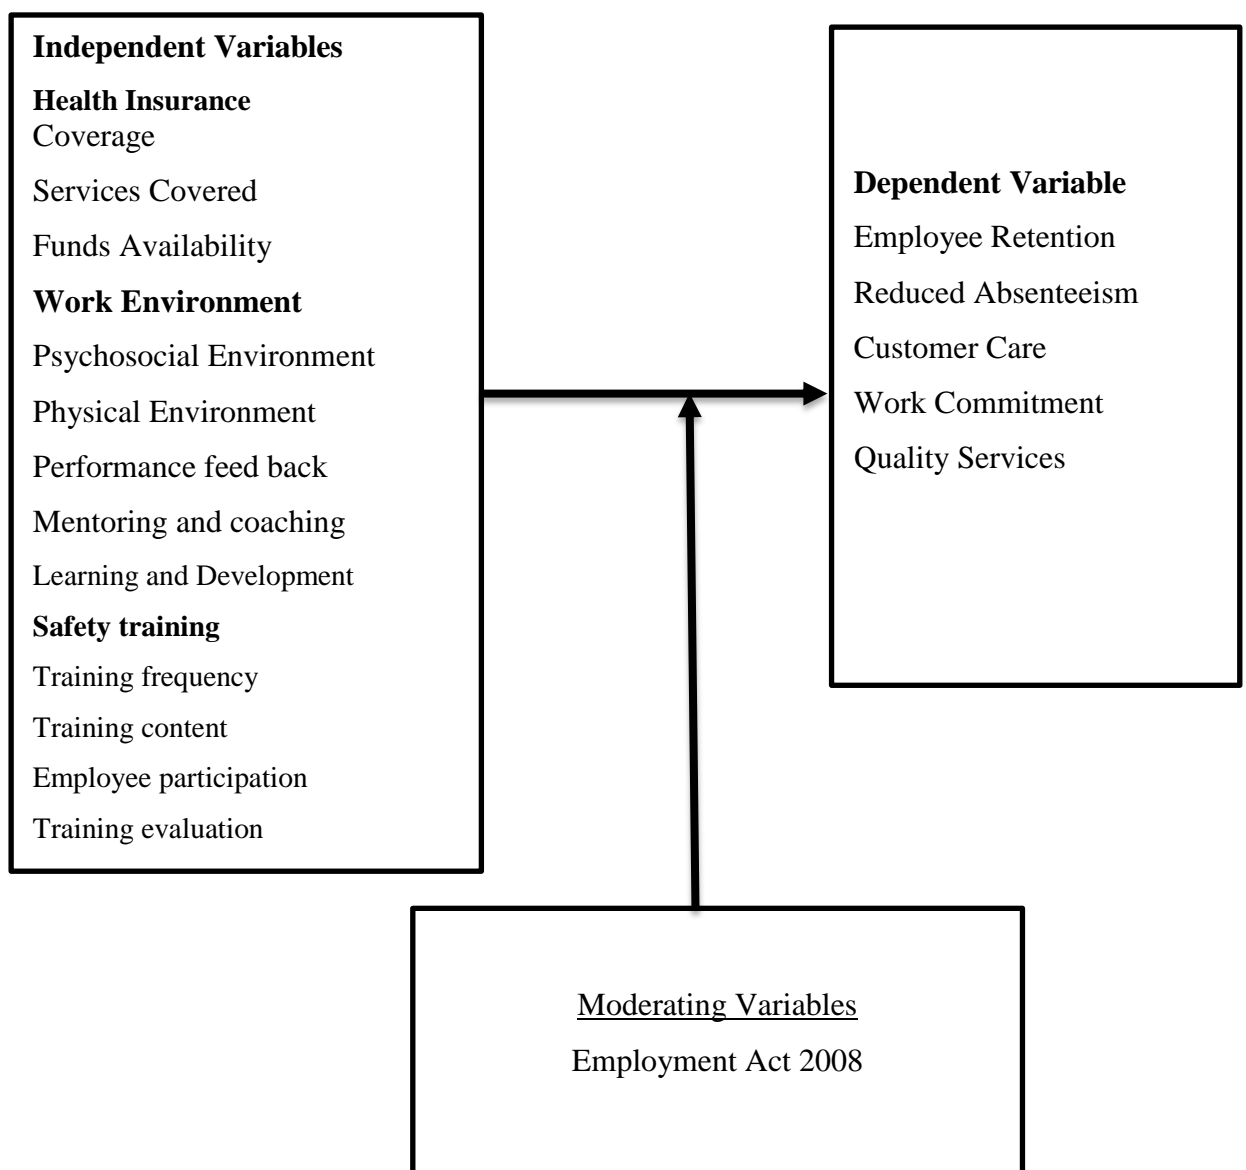 Independent Variables
Health Insurance
Coverage
Services Covered
Funds Availability
Work Environment
Psychosocial Environment
Physical Environment
Performance feed back
Mentoring and coaching
Learning and Development
Safety training
Training frequency
Training content
Employee participation
Training evaluation
Dependent Variable
Employee Retention
Reduced Absenteeism
Customer Care
Work Commitment
Quality Services
Moderating Variables
Employment Act 2008